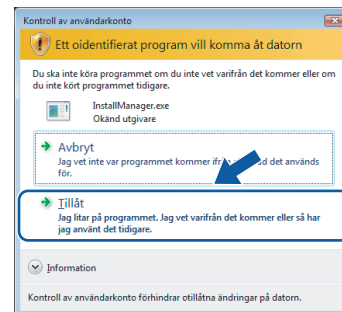 Kontroll av användarkonto
Ett oidentifierat program vill komma åt datorn
Du ska inte köra programmet om du inte vet varifrån det kommer eller om
du inte kört programmet tidigare.
InstallManager.exe
Okänd utgivare
Avbryt
Jag vet inte var programmet kommer ifrån det används
för.
Tillåt
Jag litar på programmet. Jag vet varifrån det kommer eller så har
jag använt det tidigare.
Information
Kontroll av användarkonto förhindrar otillåtna ändringar på datorn.